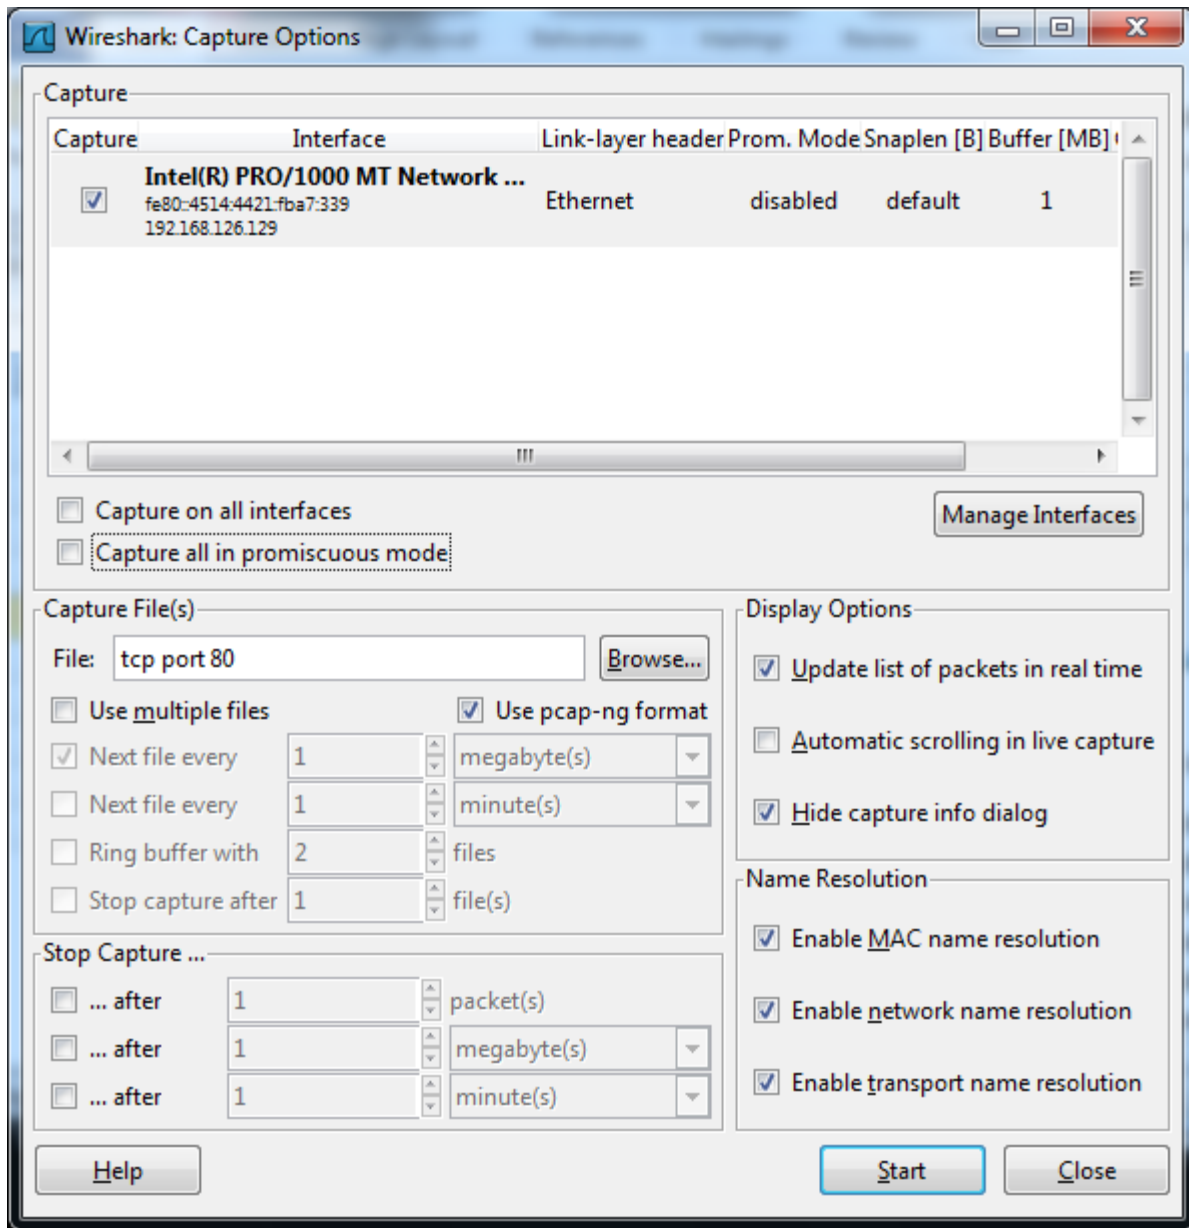 Wireshark: Capture Options
Capture
Capture Interface Link-layer header Prom. Mode Snaplen [B] Buffer [MB]
Intel(R) PRO/1000 MT Network ...
fe80::4514:4421:fba7:339
192.168.126.129
Ethernet disabled default 1
Capture on all interfaces
Manage Interfaces
Capture all in promiscuous mode
Capture File(s)
File: tcp port 80 Browse...
Use multiple files Use pcap-ng format
Next file every 1 megabyte(s)
Next file every 1 minute(s)
Ring buffer with 2 files
Stop capture after 1 file(s)
Stop Capture ...
... after 1 packet(s)
... after 1 megabyte(s)
... after 1 minute(s)
Display Options
Update list of packets in real time
Automatic scrolling in live capture
Hide capture info dialog
Name Resolution
Enable MAC name resolution
Enable network name resolution
Enable transport name resolution
Help Start Close